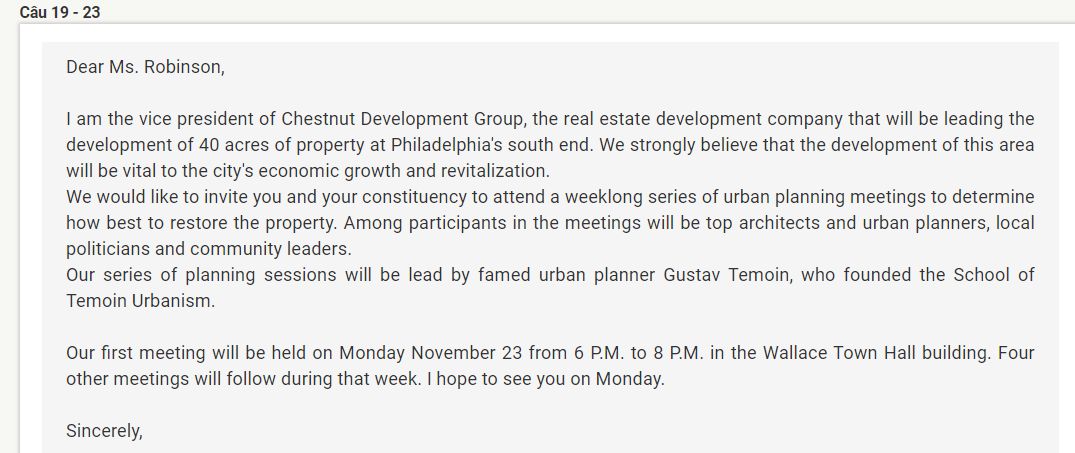 Câu 19 - 23
Dear Ms. Robinson,
I am the vice president of Chestnut Development Group, the real estate development company that will be leading the
development of 40 acres of property at Philadelphia's south end. We strongly believe that the development of this area
will be vital to the city's economic growth and revitalization.
We would like to invite you and your constituency to attend a weeklong series of urban planning meetings to determine
how best to restore the property. Among participants in the meetings will be top architects and urban planners, local
politicians and community leaders.
Our series of planning sessions will be lead by famed urban planner Gustav Temoin, who founded the School of
Temoin Urbanism.
Our first meeting will be held on Monday November 23 from 6 P.M. to 8 P.M. in the Wallace Town Hall building. Four
other meetings will follow during that week. I hope to see you on Monday.
Sincerely,